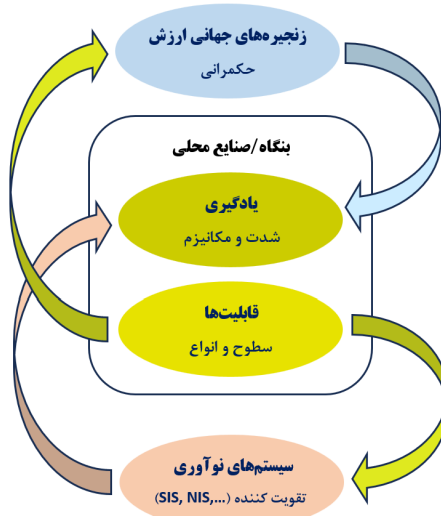 زنجیره‌های جهانی ارزش
حکمرانی
بنگاه/صنایع محلی
یادگیری
شدت و مکانیزم
قابلیت‌ها
سطوح و انواع
سیستم‌های نوآوری
تقویت کننده (SIS, NIS,...)